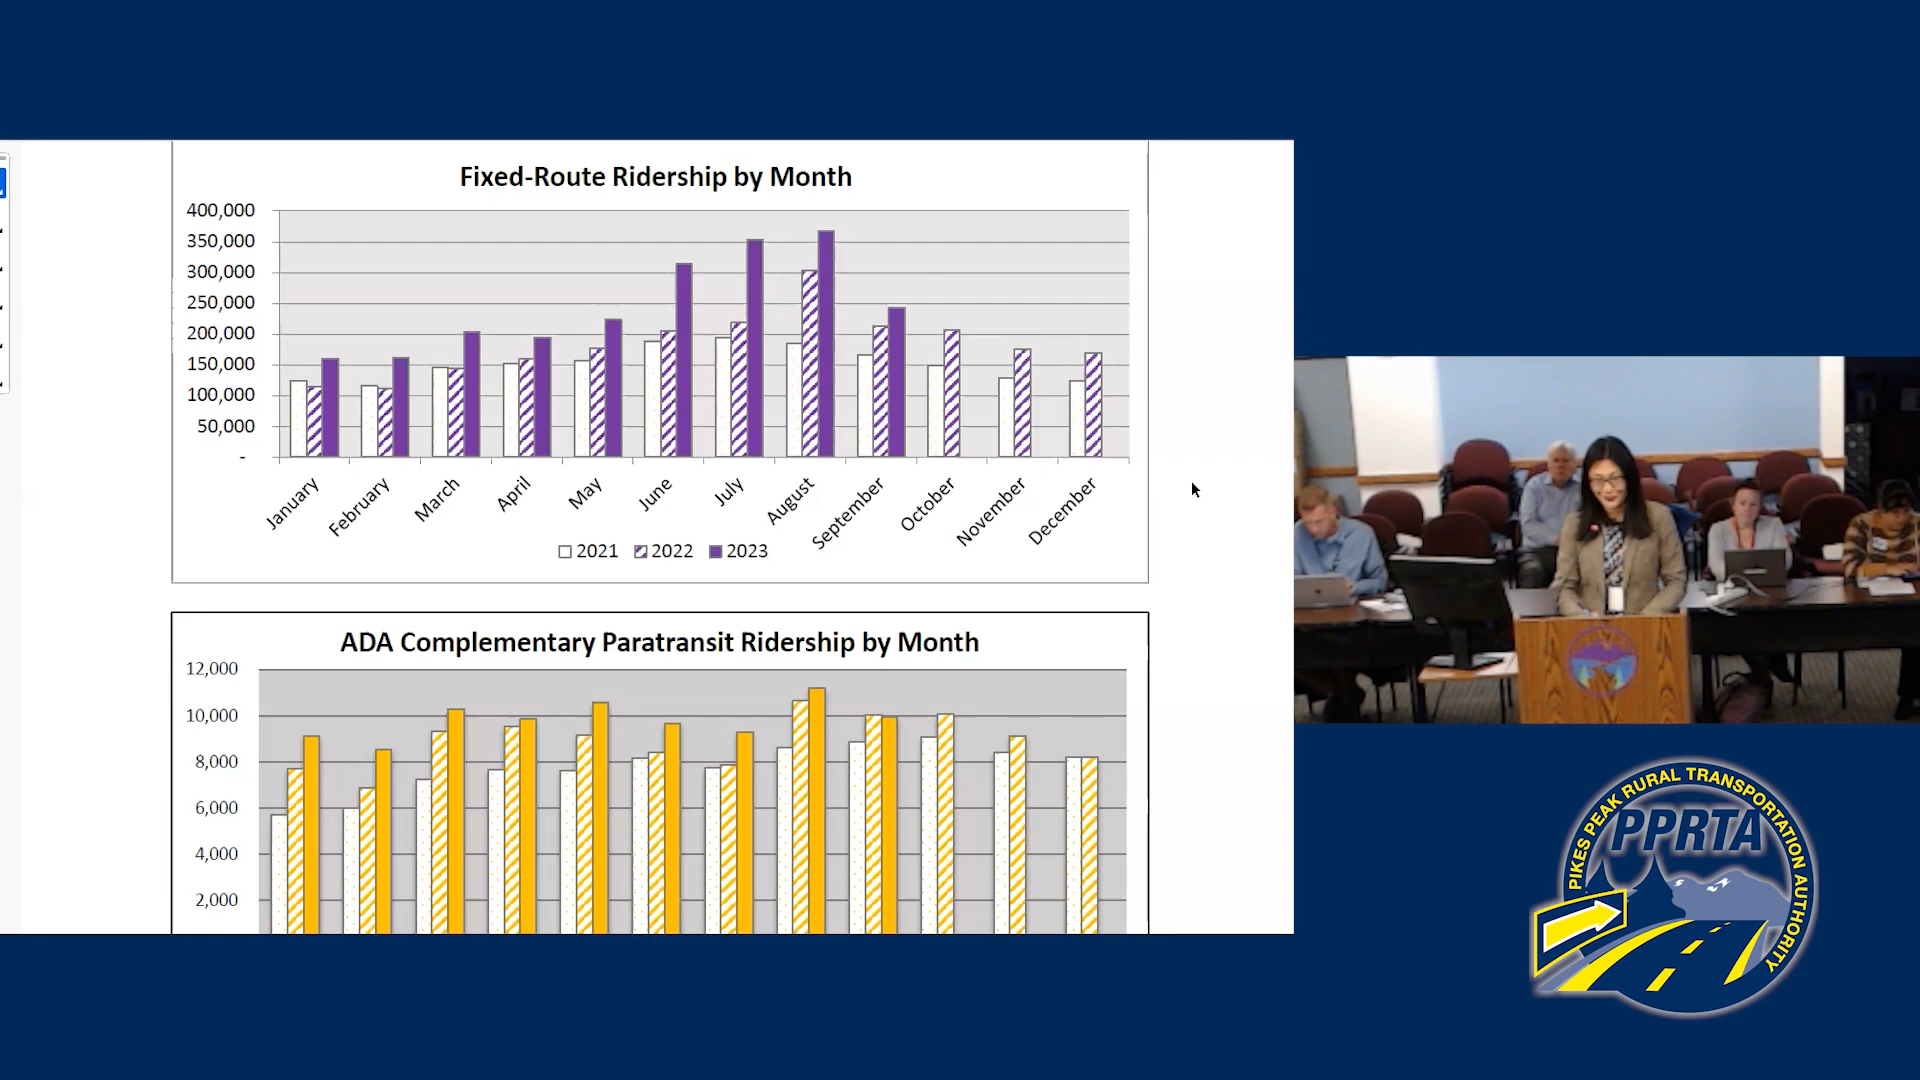 Fixed-Route Ridership by Month
400,000
350,000
300,000
250,000
200,000
150,000
100,000
50,000
-
January
February
March
April
May
June
July
August
September
October
November
December
2021
2022
2023
ADA Complementary Paratransit Ridership by Month
12,000
10,000
8,000
6,000
4,000
2,000
PIKES PEAK RURAL TRANSPORTATION AUTHORITY
PPRTA